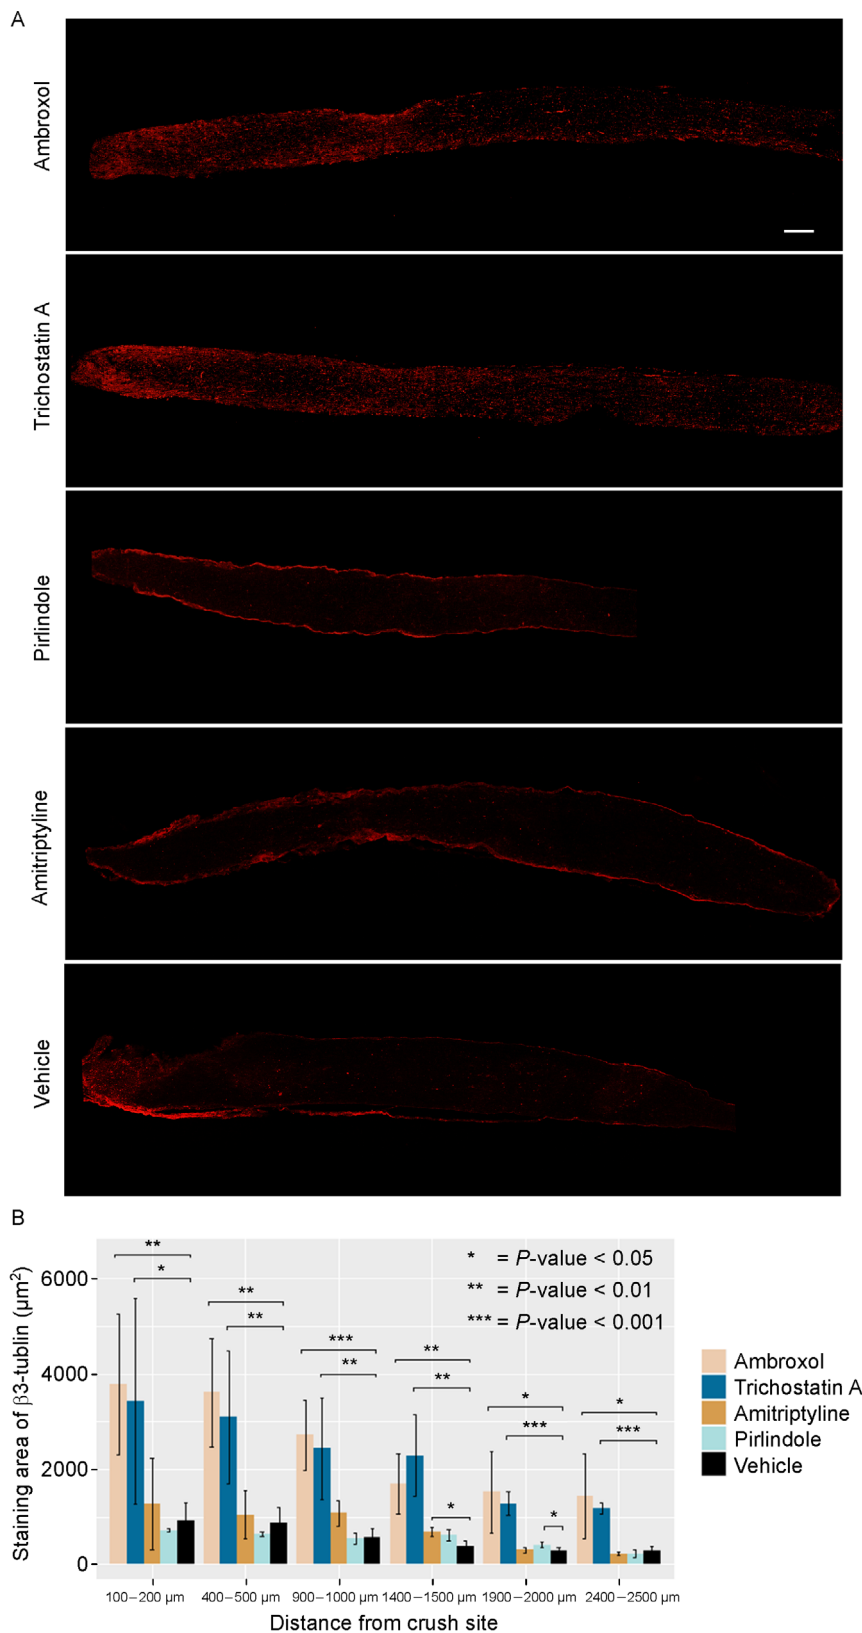 A
Ambroxol
Trichostatin A
Pirlindole
Amitriptyline
Vehicle
B
** * ** ** *** ** ** ** * * *** * * ***
* = P-value < 0.05
** = P-value < 0.01
*** = P-value < 0.001
Staining area of β3-tublin (µm²)
6000
4000
2000
0
100–200 µm 400–500 µm 900–1000 µm 1400–1500 µm 1900–2000 µm 2400–2500 µm
Distance from crush site
Ambroxol
Trichostatin A
Amitriptyline
Pirlindole
Vehicle